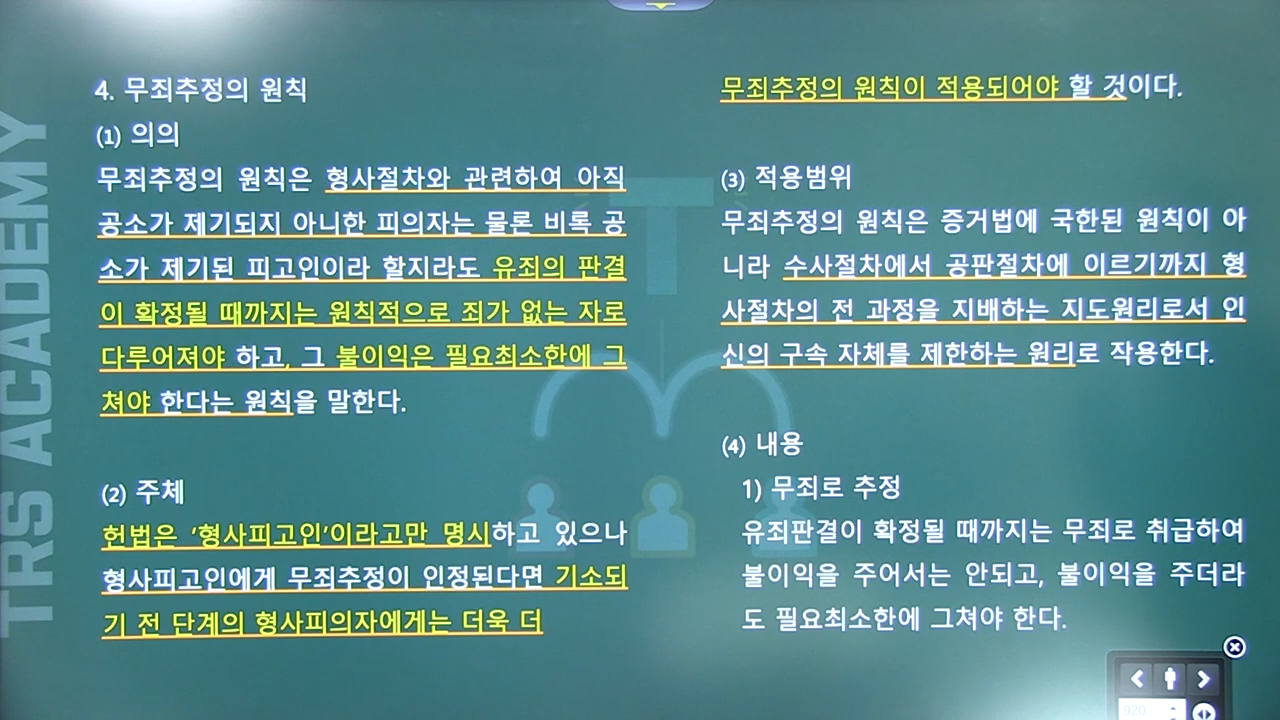 4. 무죄추정의 원칙
(1) 의의
무죄추정의 원칙은 형사절차와 관련하여 아직
공소가 제기되지 아니한 피의자는 물론 비록 공
소가 제기된 피고인이라 할지라도 유죄의 판결
이 확정될 때까지는 원칙적으로 죄가 없는 자로
다루어져야 하고, 그 불이익은 필요최소한에 그
쳐야 한다는 원칙을 말한다.
(2) 주체
헌법은 '형사피고인'이라고만 명시하고 있으나
형사피고인에게 무죄추정이 인정된다면 기소되
기 전 단계의 형사피의자에게는 더욱 더
무죄추정의 원칙이 적용되어야 할 것이다.
(3) 적용범위
무죄추정의 원칙은 증거법에 국한된 원칙이 아
니라 수사절차에서 공판절차에 이르기까지 형
사절차의 전 과정을 지배하는 지도원리로서 인
신의 구속 자체를 제한하는 원리로 작용한다.
(4) 내용
1) 무죄로 추정
유죄판결이 확정될 때까지는 무죄로 취급하여
불이익을 주어서는 안되고, 불이익을 주더라
도 필요최소한에 그쳐야 한다.
TRS ACADEMY
920